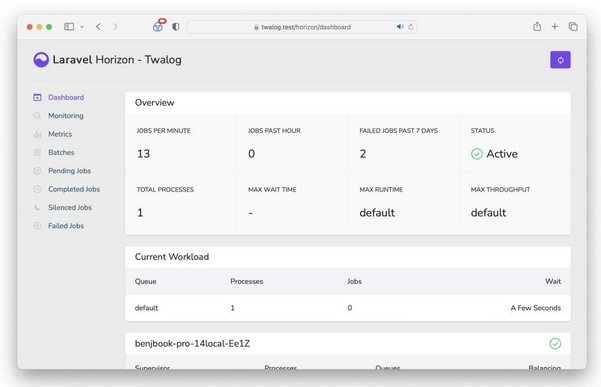 twalog.test/horizon/dashboard
Laravel Horizon - Twalog
Dashboard
Monitoring
Metrics
Batches
Pending Jobs
Completed Jobs
Silenced Jobs
Failed Jobs
Overview
JOBS PER MINUTE
13
JOBS PAST HOUR
0
FAILED JOBS PAST 7 DAYS
2
STATUS
Active
TOTAL PROCESSES
1
MAX WAIT TIME
-
MAX RUNTIME
default
MAX THROUGHPUT
default
Current Workload
Queue Processes Jobs Wait
default 1 0 A Few Seconds
benjbook-pro-14local-Ee1Z
Supervisor Processes Queues Balancing